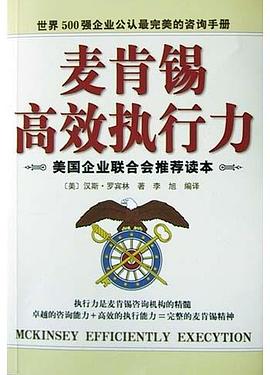 世界500强企业公认最完美的咨询手册
麦肯锡
高效执行力
美国企业联合会推荐读本
〔美〕汉斯·罗宾林 著 李 旭 编译
执行力是麦肯锡咨询机构的精髓
卓越的咨询能力+高效的执行能力=完整的麦肯锡精神
MCKINSEY EFFICIENTLY EXECYTION